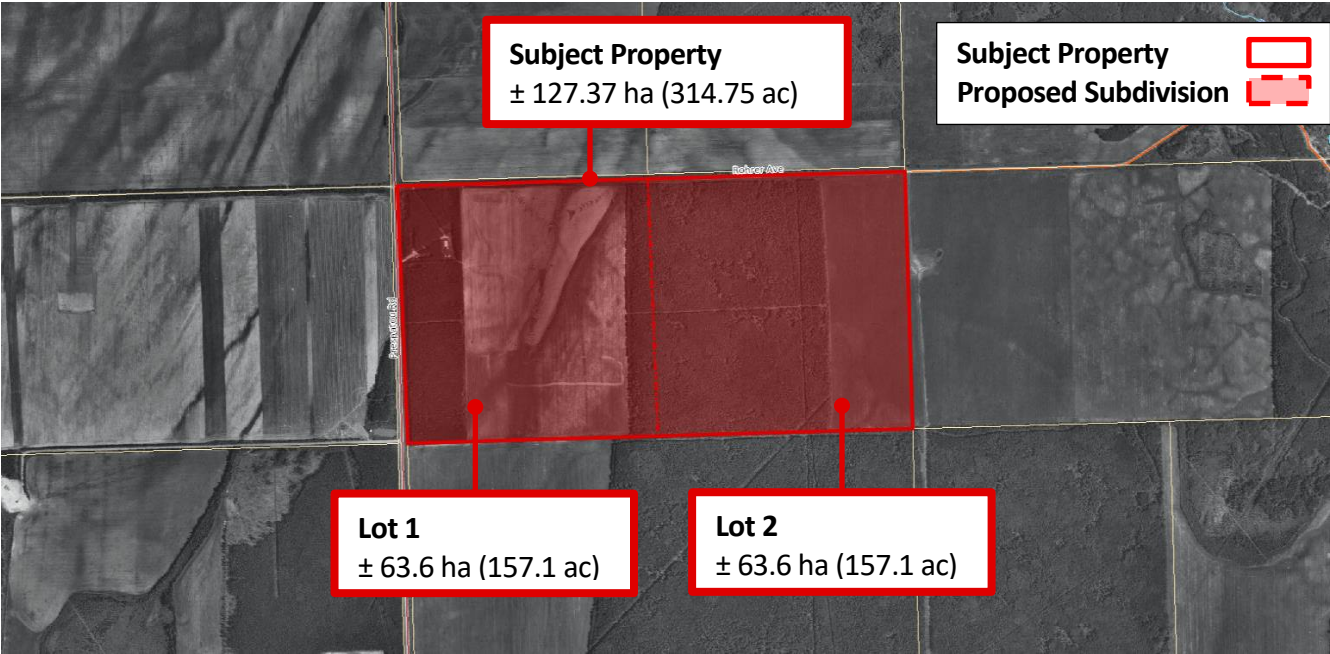 Subject Property
± 127.37 ha (314.75 ac)
Subject Property
Proposed Subdivision
Rohrer Ave
Lot 1
± 63.6 ha (157.1 ac)
Lot 2
± 63.6 ha (157.1 ac)